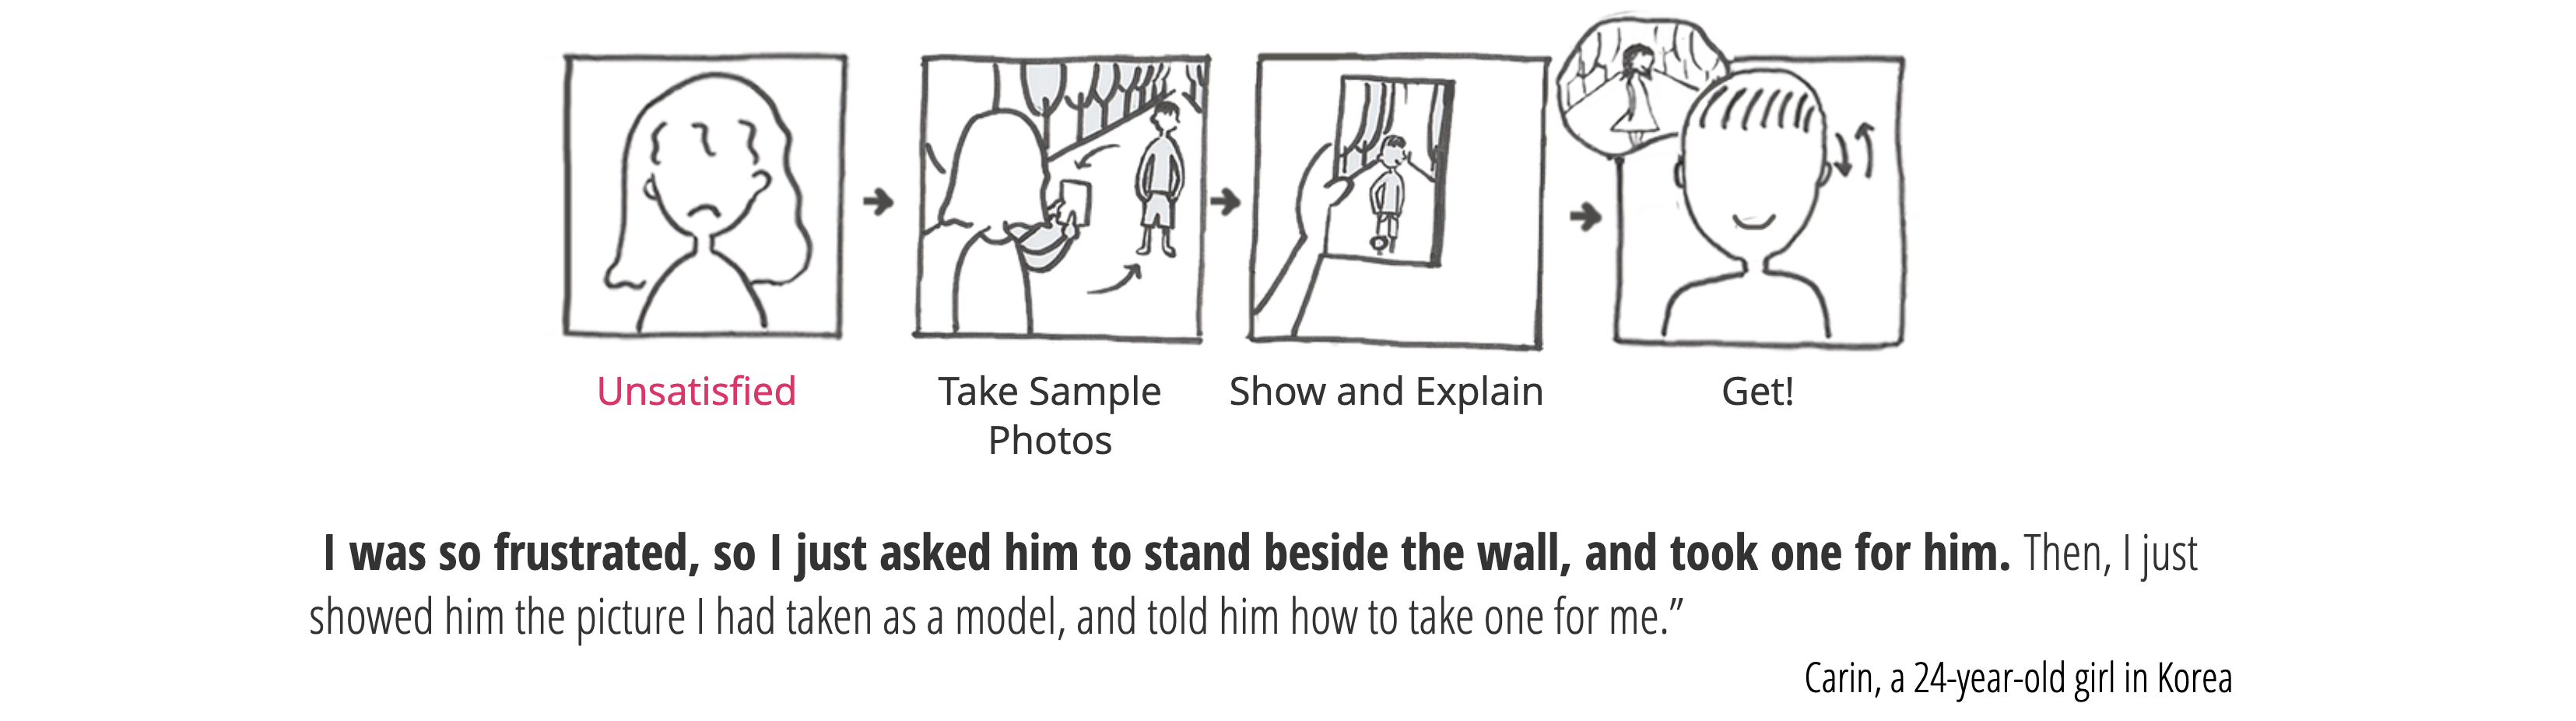 Unsatisfied
Take Sample
Photos
Show and Explain
Get!
I was so frustrated, so I just asked him to stand beside the wall, and took one for him. Then, I just
showed him the picture I had taken as a model, and told him how to take one for me.”
Carin, a 24-year-old girl in Korea